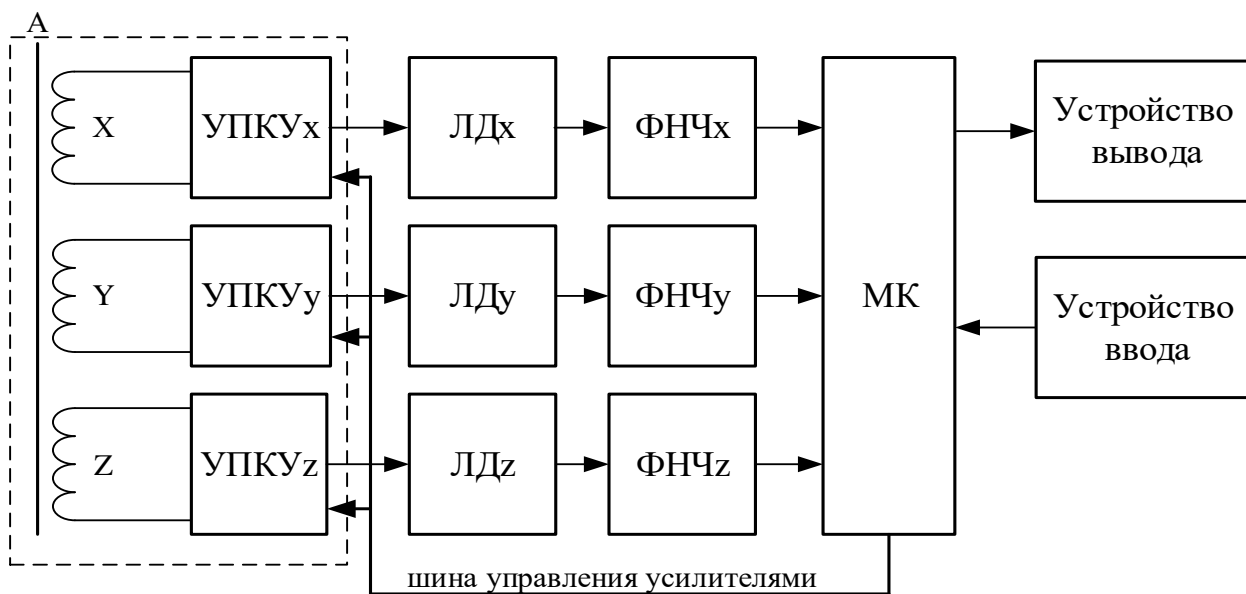 А
X
УПКУx
ЛДx
ФНЧx
МК
Устройство
вывода
Y
УПКУy
ЛДy
ФНЧy
Устройство
ввода
Z
УПКУz
ЛДz
ФНЧz
шина управления усилителями